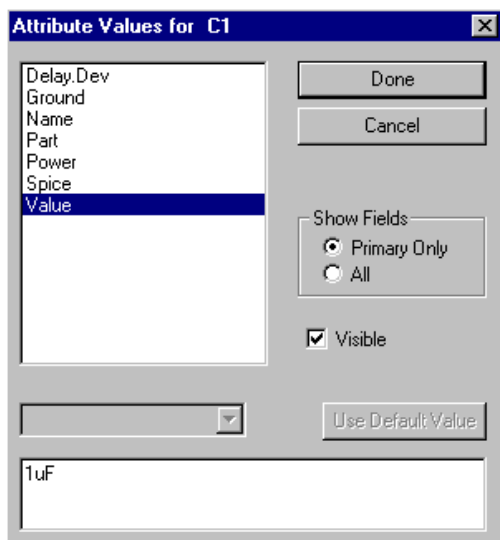 Attribute Values for C1
Delay.Dev
Ground
Name
Part
Power
Spice
Value
Done
Cancel
Show Fields
Primary Only
All
Visible
Use Default Value
1uF